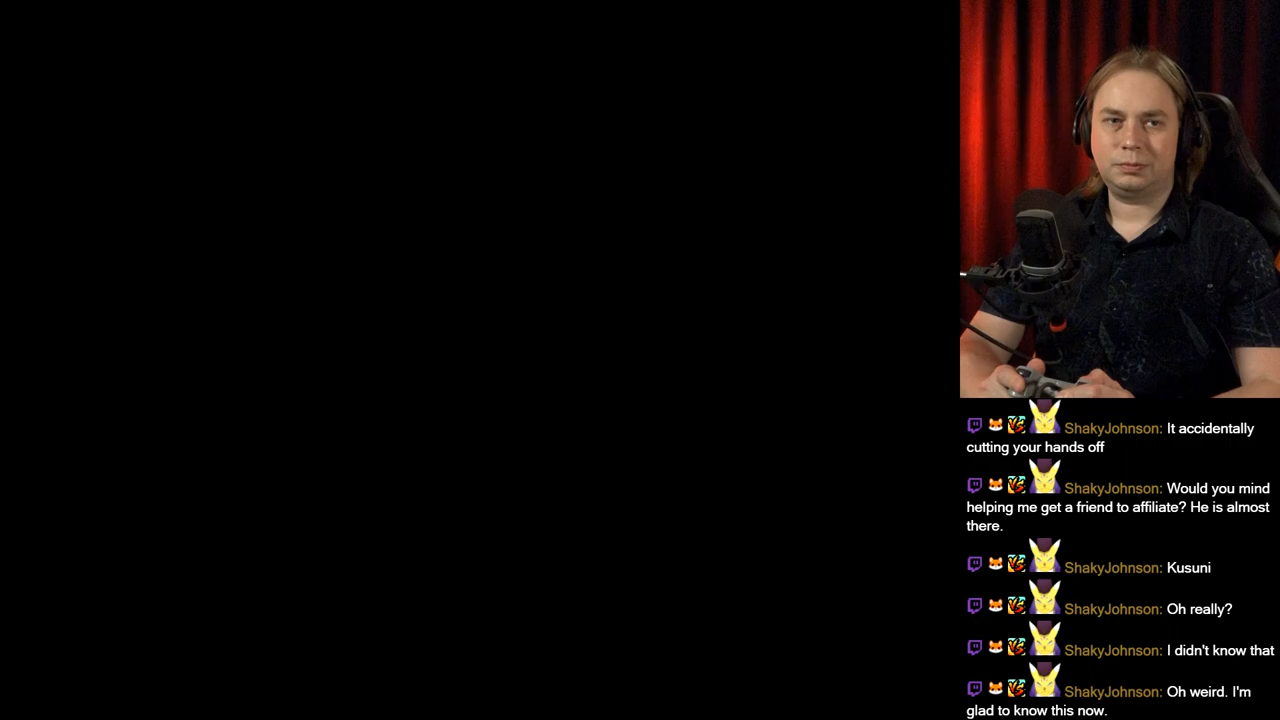 ShakyJohnson: It accidentally
cutting your hands off
ShakyJohnson: Would you mind
helping me get a friend to affiliate? He is almost
there.
ShakyJohnson: Kusuni
ShakyJohnson: Oh really?
ShakyJohnson: I didn't know that
ShakyJohnson: Oh weird. I'm
glad to know this now.